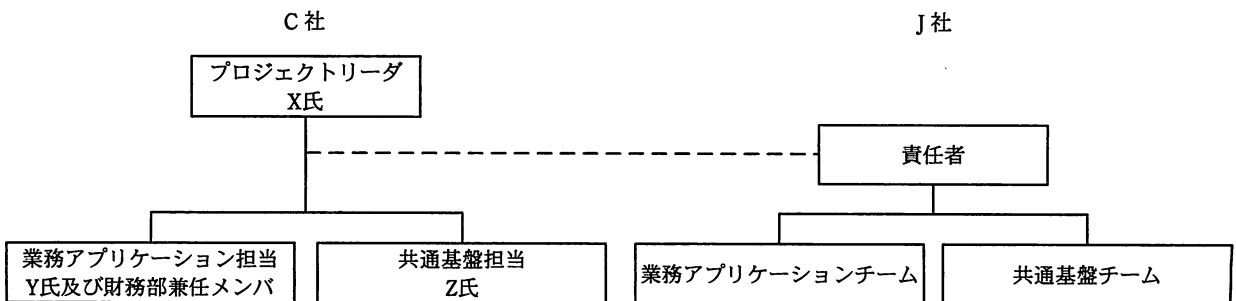 C社
J社
プロジェクトリーダ
X氏
責任者
業務アプリケーション担当
Y氏及び財務部兼任メンバ
共通基盤担当
Z氏
業務アプリケーションチーム
共通基盤チーム